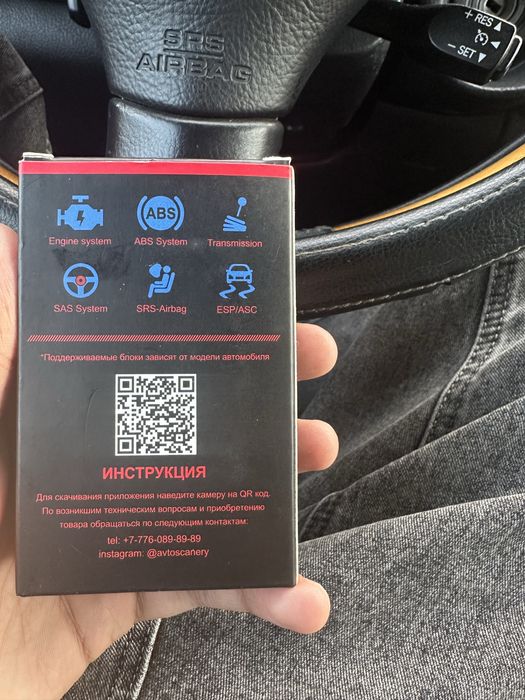 SRS
AIRBAG
+ RES ▲
− SET ▼
ABS
Engine system
ABS System
Transmission
SAS System
SRS-Airbag
ESP/ASC
*Поддерживаемые блоки зависят от модели автомобиля
ИНСТРУКЦИЯ
Для скачивания приложения наведите камеру на QR код.
По возникшим техническим вопросам и приобретению
товара обращаться по следующим контактам:
tel: +7-776-089-89-89
instagram: @avtoscanery